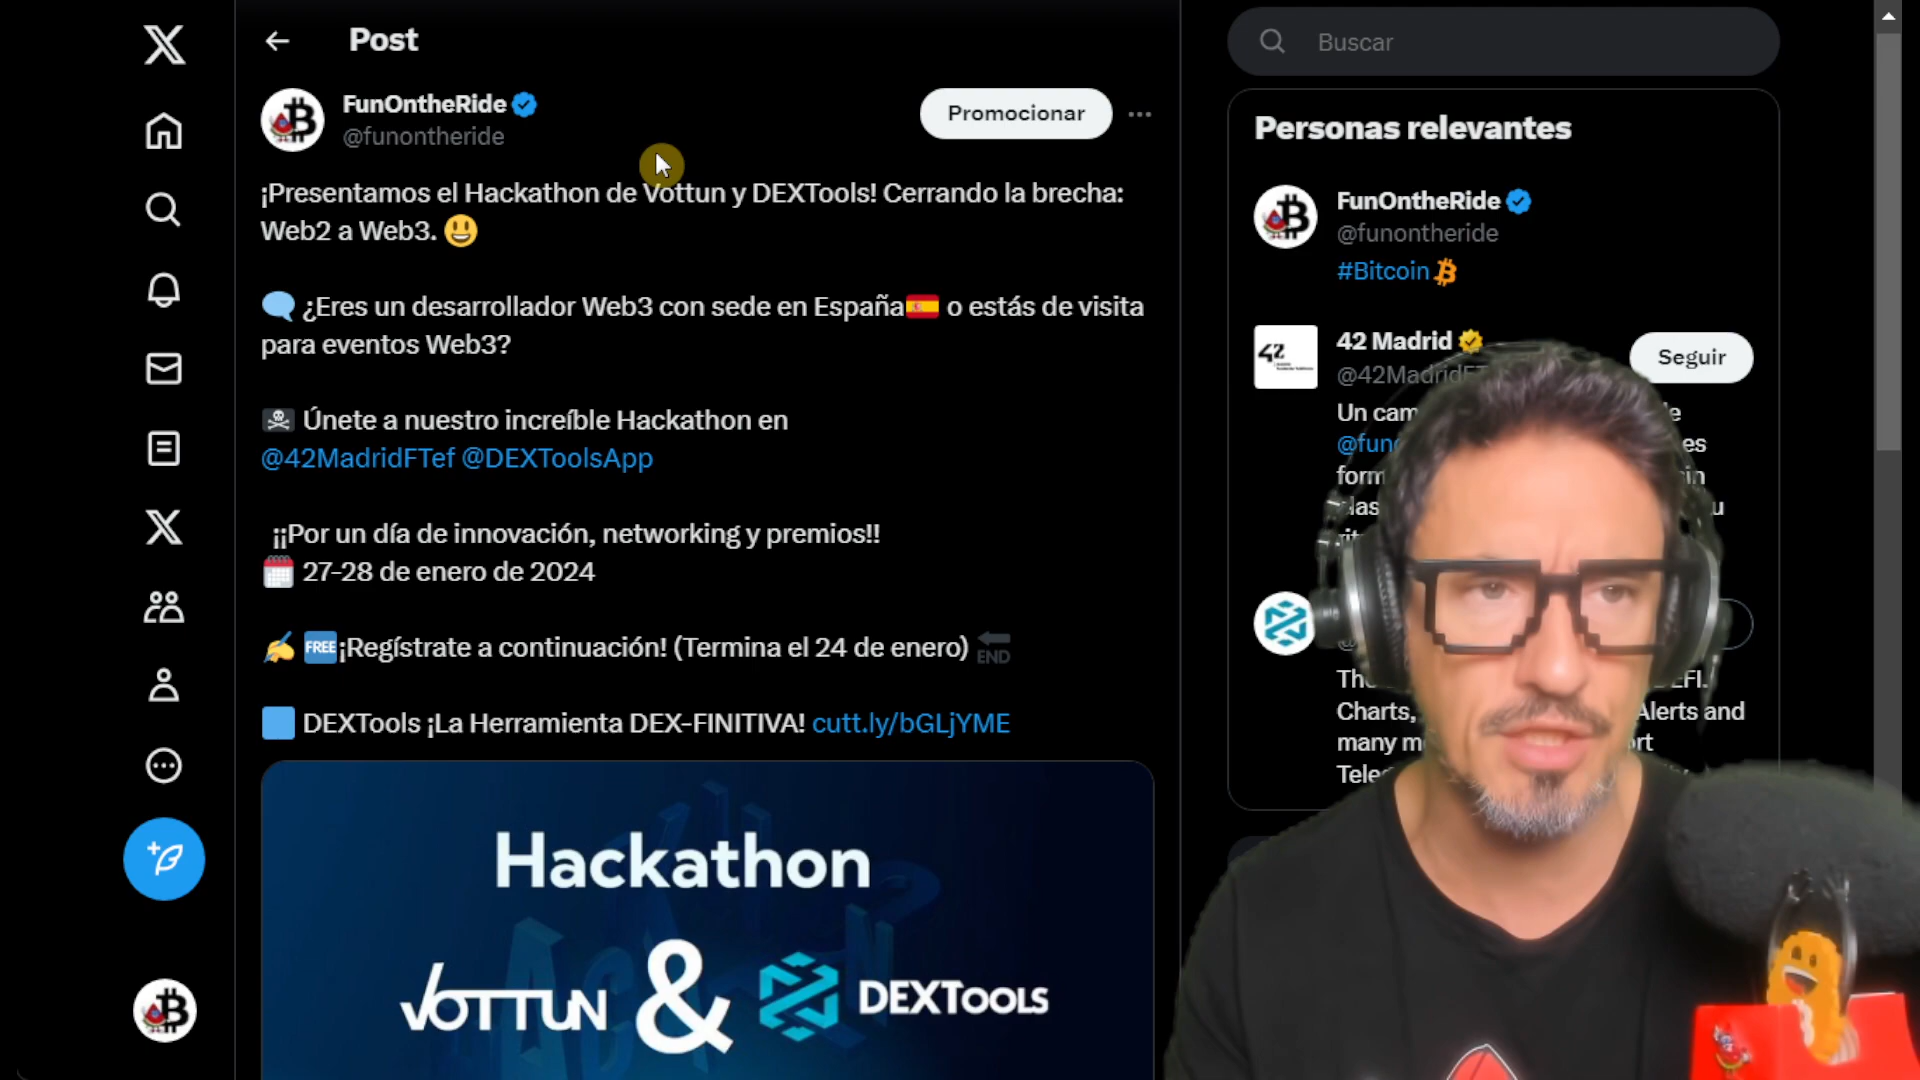 Post
FunOntheRide
@funontheride
Promocionar
¡Presentamos el Hackathon de Vottun y DEXTools! Cerrando la brecha:
Web2 a Web3. 😃
🗨️ ¿Eres un desarrollador Web3 con sede en España🇪🇸 o estás de visita
para eventos Web3?
🏴‍☠️ Únete a nuestro increíble Hackathon en
@42MadridFTef @DEXToolsApp
¡¡Por un día de innovación, networking y premios!!
🗓️ 27-28 de enero de 2024
✍️ 🆓¡Regístrate a continuación! (Termina el 24 de enero) 🔚
🟦 DEXTools ¡La Herramienta DEX-FINITIVA! cutt.ly/bGLjYME
Hackathon
VOTTUN & DEXTOOLS
Buscar
Personas relevantes
FunOntheRide
@funontheride
#Bitcoin
42 Madrid
Seguir
@42MadridFT
Un
@fun
Charts, Alerts and
many